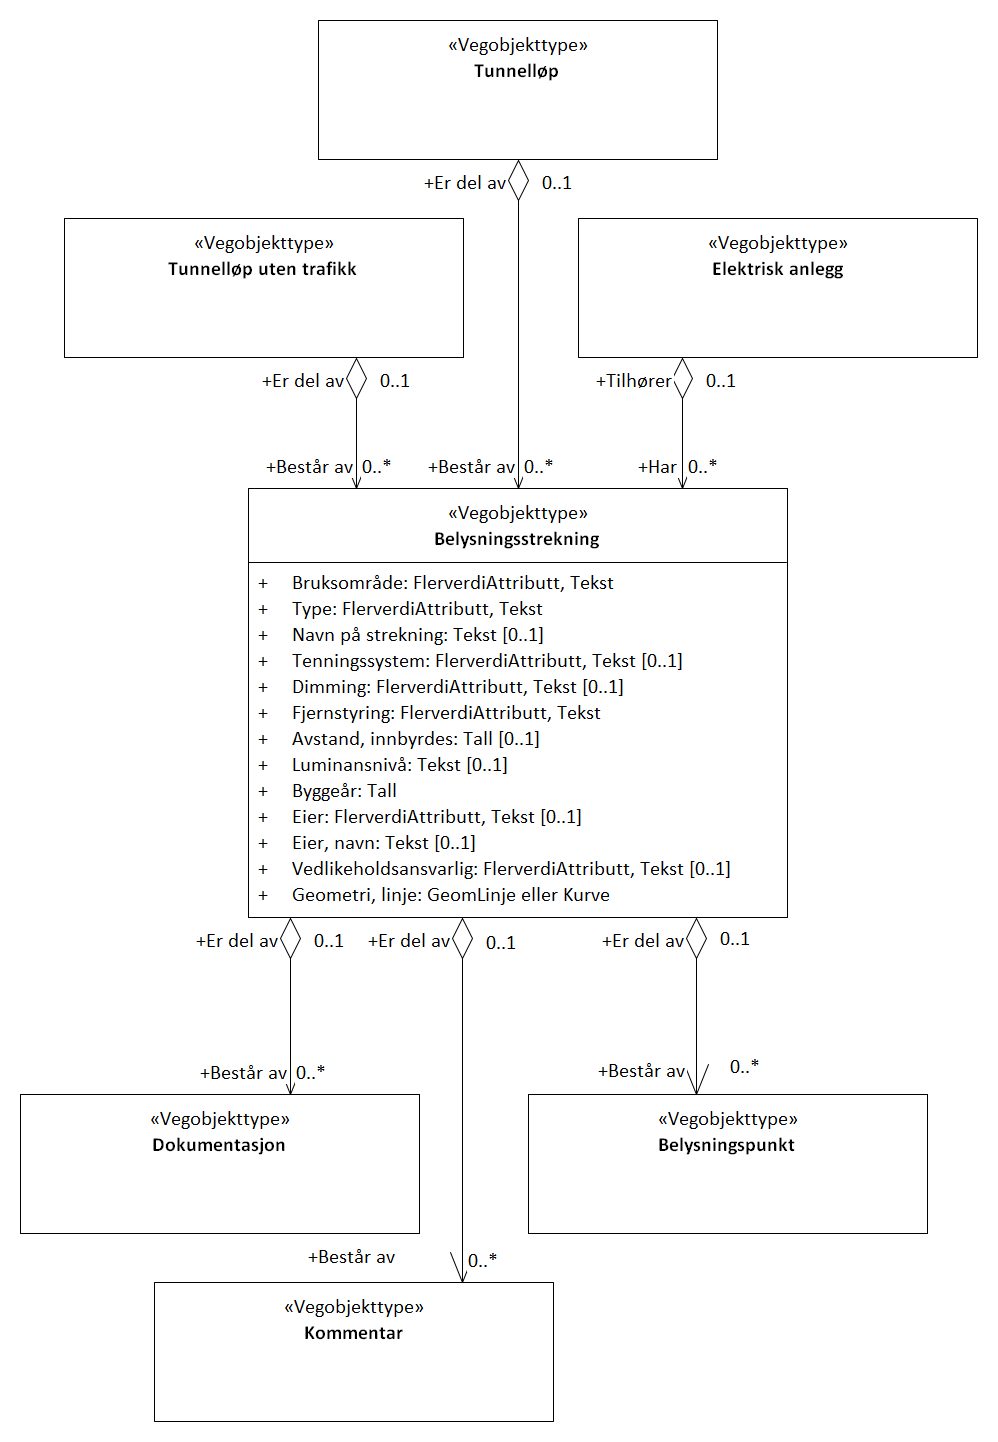 «Vegobjekttype»
Tunnelløp
+Er del av 0..1
«Vegobjekttype»
Tunnelløp uten trafikk
«Vegobjekttype»
Elektrisk anlegg
+Er del av 0..1
+Tilhører 0..1
+Består av 0..*
+Består av 0..*
+Har 0..*
«Vegobjekttype»
Belysningsstrekning
+ Bruksområde: FlerverdiAttributt, Tekst
+ Type: FlerverdiAttributt, Tekst
+ Navn på strekning: Tekst [0..1]
+ Tenningssystem: FlerverdiAttributt, Tekst [0..1]
+ Dimming: FlerverdiAttributt, Tekst [0..1]
+ Fjernstyring: FlerverdiAttributt, Tekst
+ Avstand, innbyrdes: Tall [0..1]
+ Luminansnivå: Tekst [0..1]
+ Byggeår: Tall
+ Eier: FlerverdiAttributt, Tekst [0..1]
+ Eier, navn: Tekst [0..1]
+ Vedlikeholdsansvarlig: FlerverdiAttributt, Tekst [0..1]
+ Geometri, linje: GeomLinje eller Kurve
+Er del av 0..1
+Er del av 0..1
+Er del av 0..1
+Består av 0..*
+Består av 0..*
«Vegobjekttype»
Dokumentasjon
«Vegobjekttype»
Belysningspunkt
+Består av 0..*
«Vegobjekttype»
Kommentar